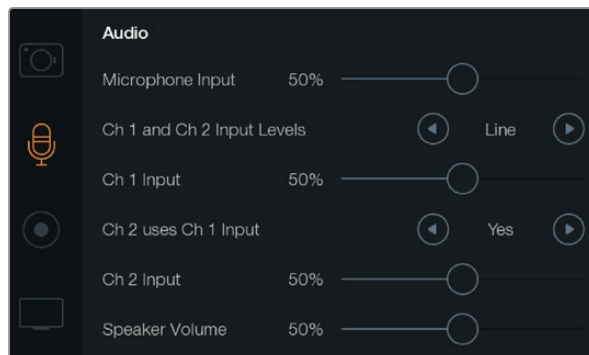 Audio
Microphone Input 50%
Ch 1 and Ch 2 Input Levels Line
Ch 1 Input 50%
Ch 2 uses Ch 1 Input Yes
Ch 2 Input 50%
Speaker Volume 50%